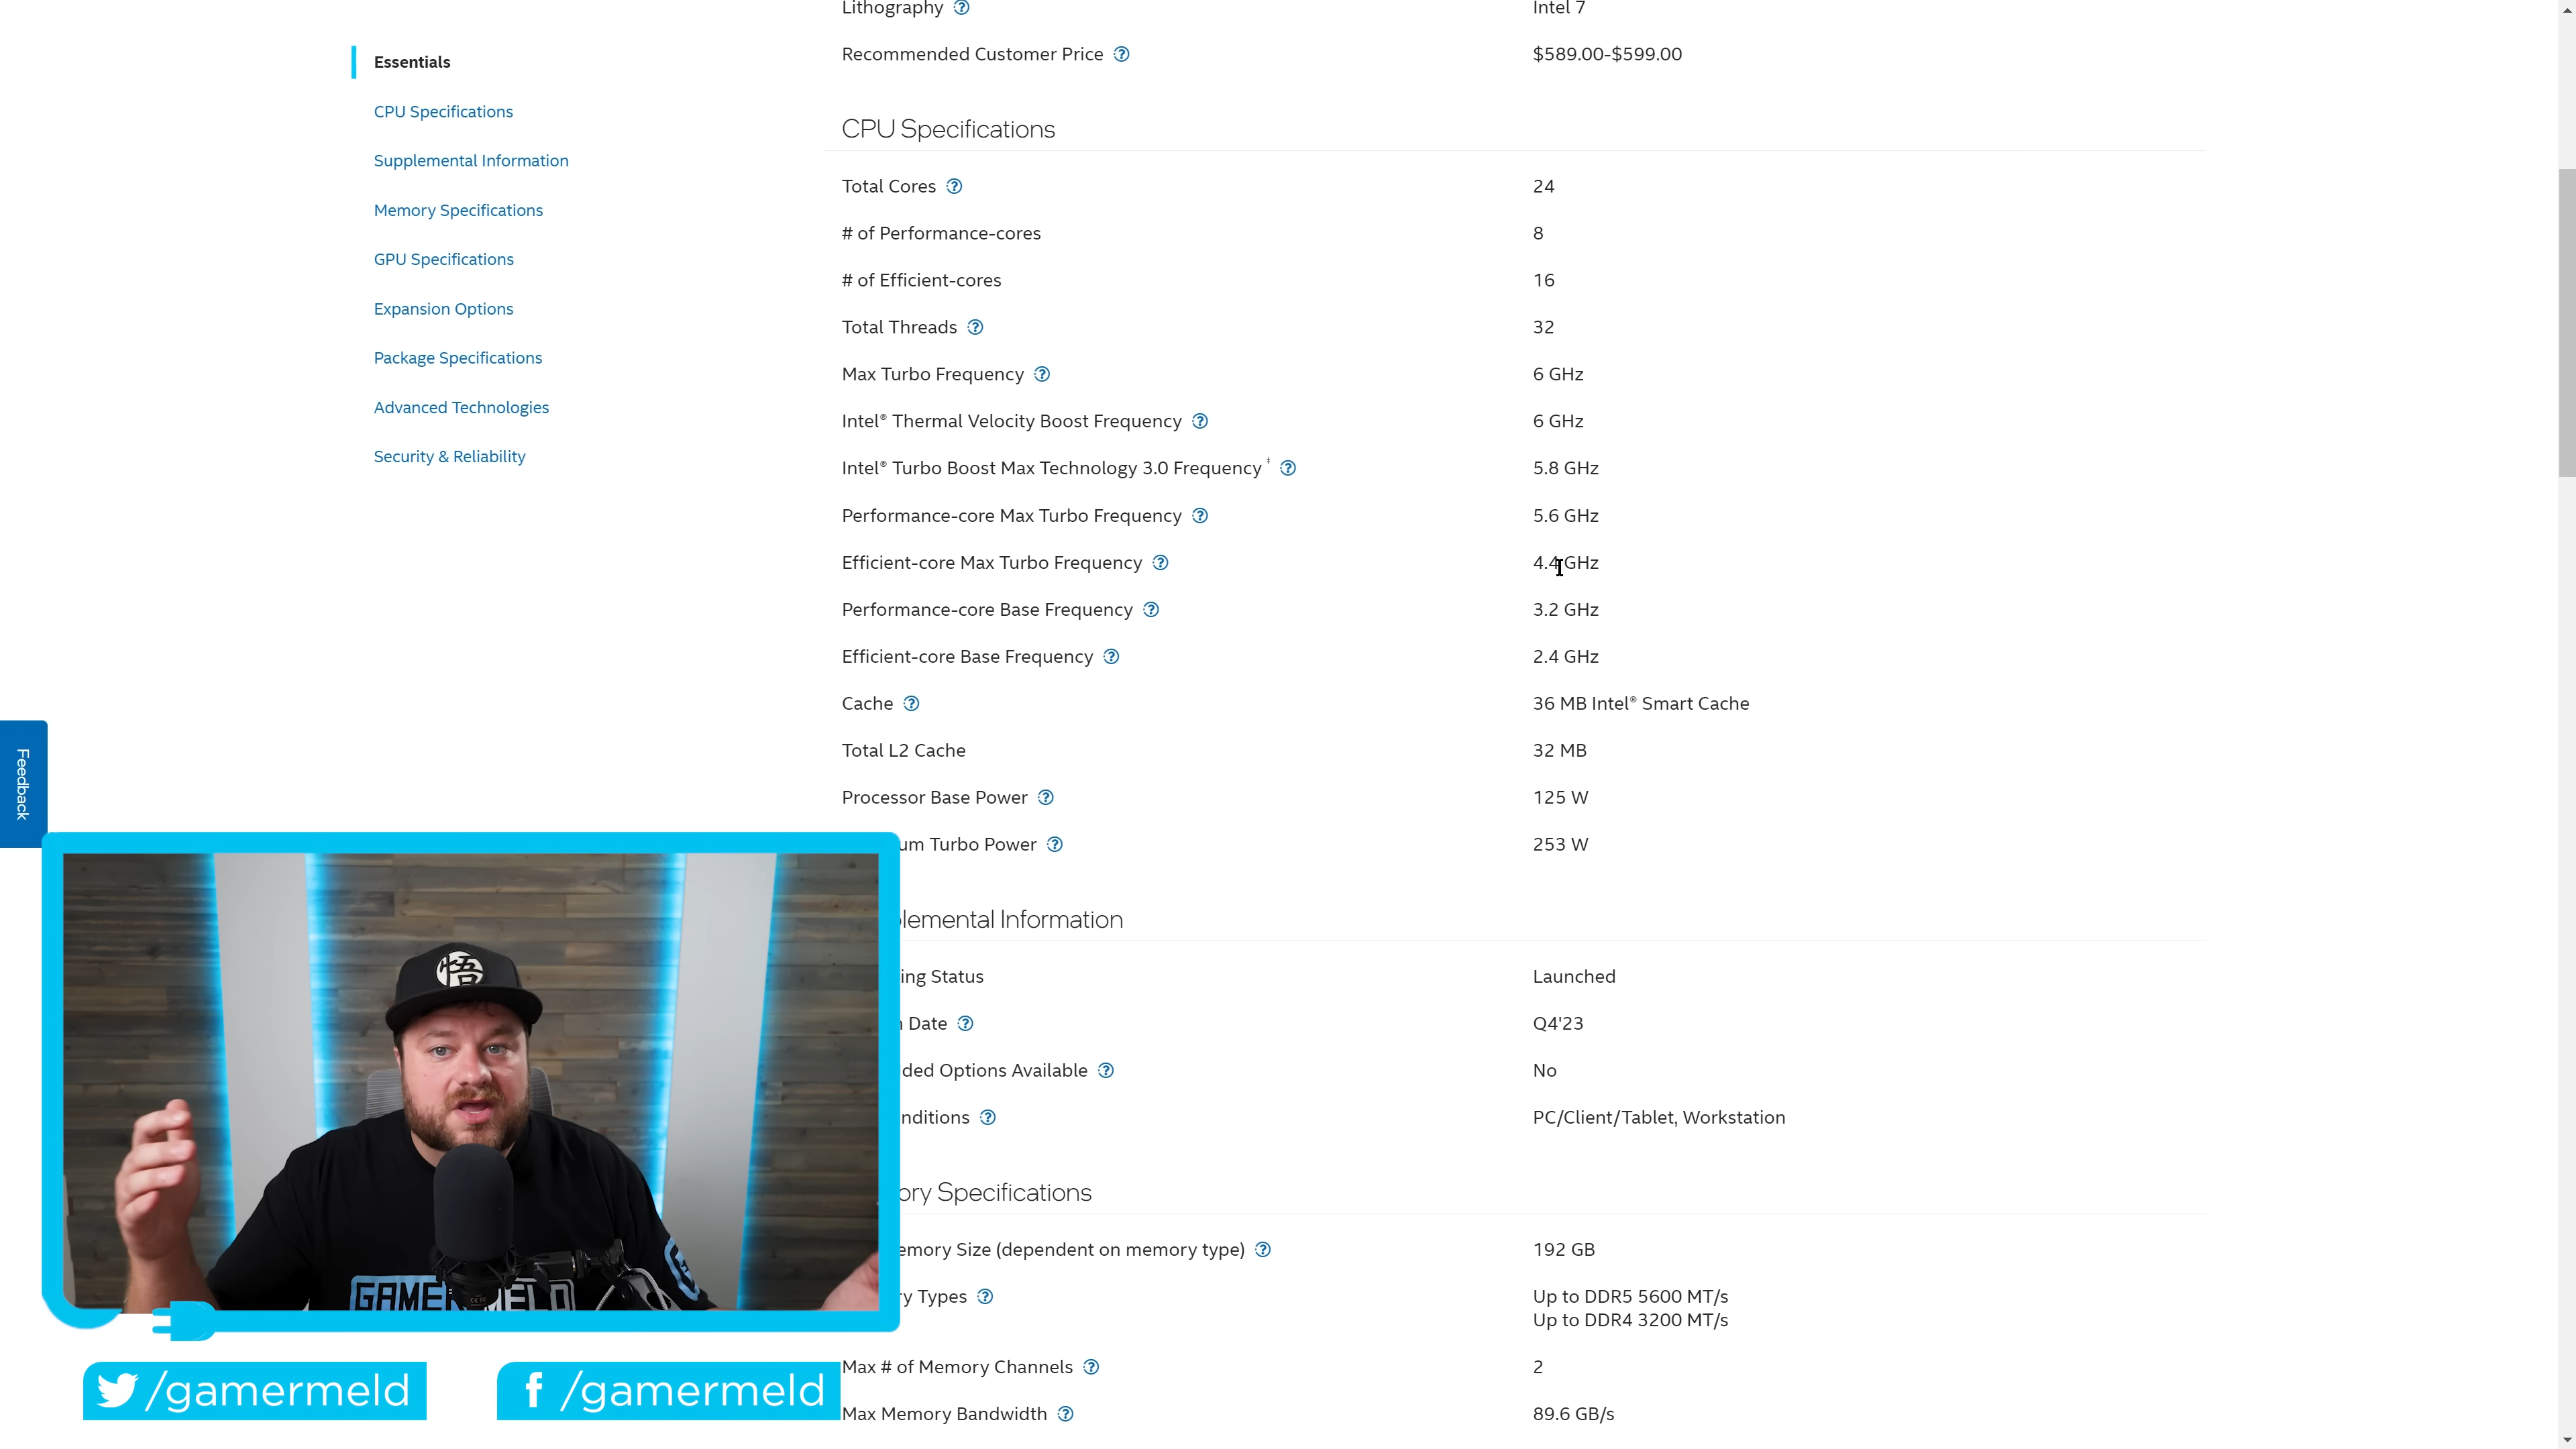 Lithography Intel 7
Recommended Customer Price $589.00-$599.00
Essentials
CPU Specifications
Supplemental Information
Memory Specifications
GPU Specifications
Expansion Options
Package Specifications
Advanced Technologies
Security & Reliability
CPU Specifications
Total Cores 24
# of Performance-cores 8
# of Efficient-cores 16
Total Threads 32
Max Turbo Frequency 6 GHz
Intel® Thermal Velocity Boost Frequency 6 GHz
Intel® Turbo Boost Max Technology 3.0 Frequency ‡ 5.8 GHz
Performance-core Max Turbo Frequency 5.6 GHz
Efficient-core Max Turbo Frequency 4.4 GHz
Performance-core Base Frequency 3.2 GHz
Efficient-core Base Frequency 2.4 GHz
Cache 36 MB Intel® Smart Cache
Total L2 Cache 32 MB
Processor Base Power 125 W
um Turbo Power 253 W
lemental Information
ing Status Launched
Date Q4'23
ded Options Available No
nditions PC/Client/Tablet, Workstation
ory Specifications
emory Size (dependent on memory type) 192 GB
ry Types Up to DDR5 5600 MT/s
Up to DDR4 3200 MT/s
Max # of Memory Channels 2
Max Memory Bandwidth 89.6 GB/s
Feedback
悟
GAMERMELD
/gamermeld
f /gamermeld